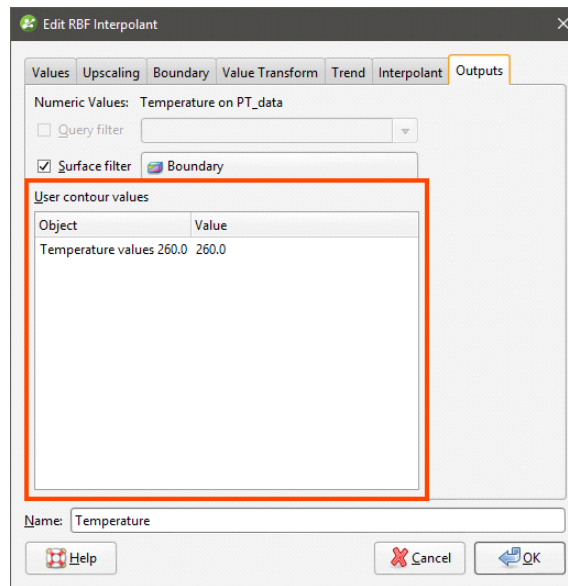 Edit RBF Interpolant
Values Upscaling Boundary Value Transform Trend Interpolant Outputs
Numeric Values: Temperature on PT_data
Query filter
Surface filter Boundary
User contour values
Object Value
Temperature values 260.0 260.0
Name: Temperature
Help Cancel OK